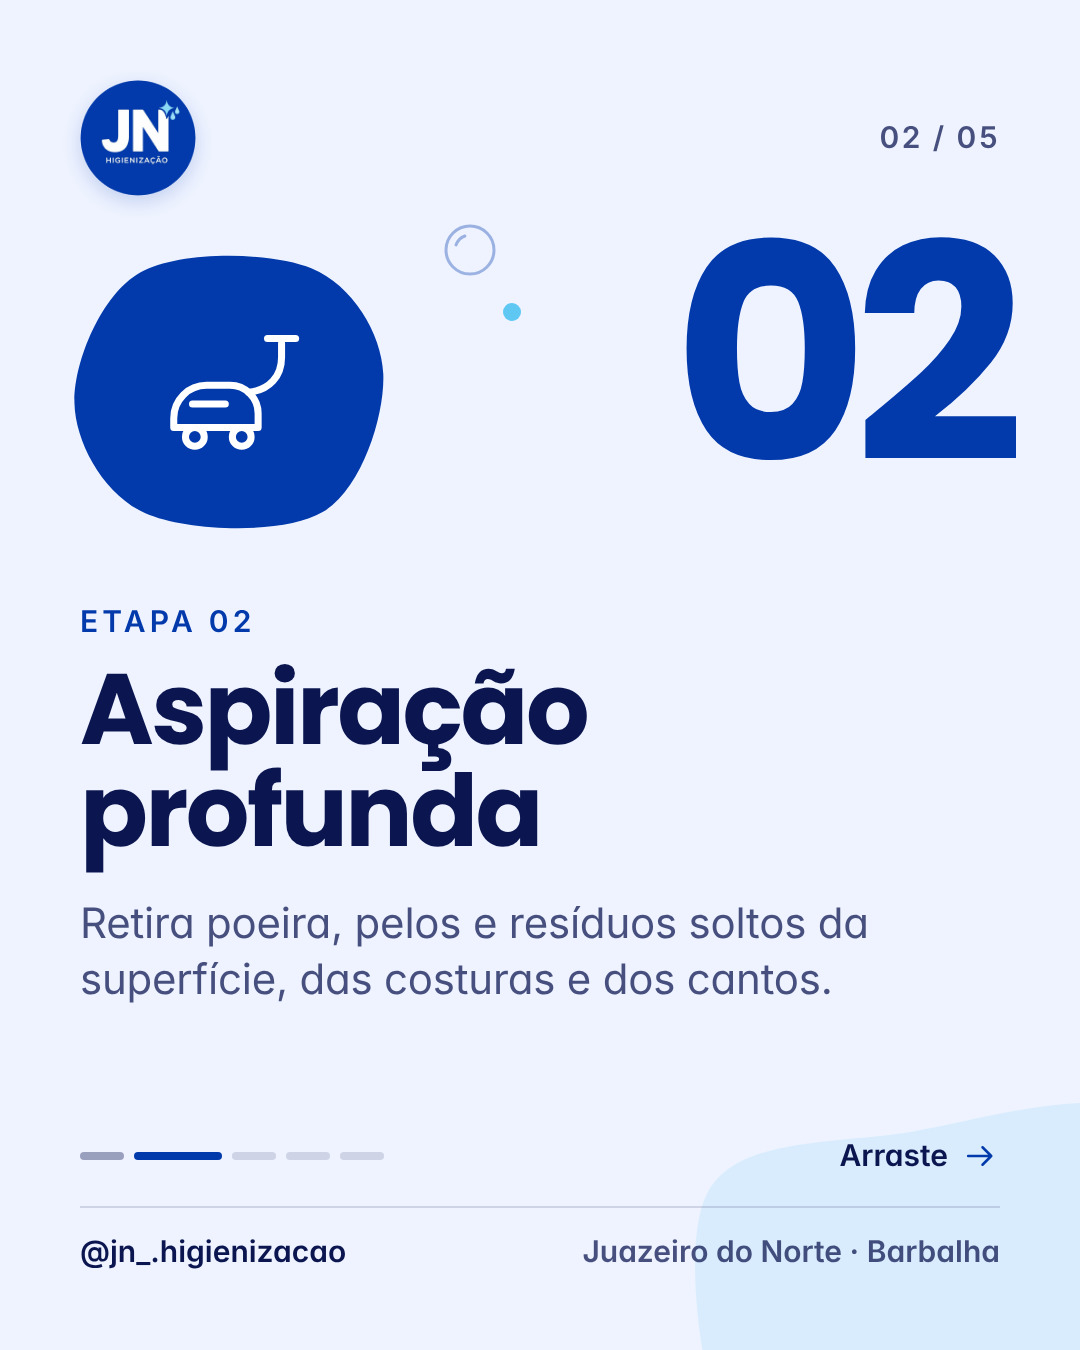 JN
HIGIENIZAÇÃO
02 / 05
02
ETAPA 02
Aspiração
profunda
Retira poeira, pelos e resíduos soltos da
superfície, das costuras e dos cantos.
Arraste →
@jn_.higienizacao
Juazeiro do Norte · Barbalha